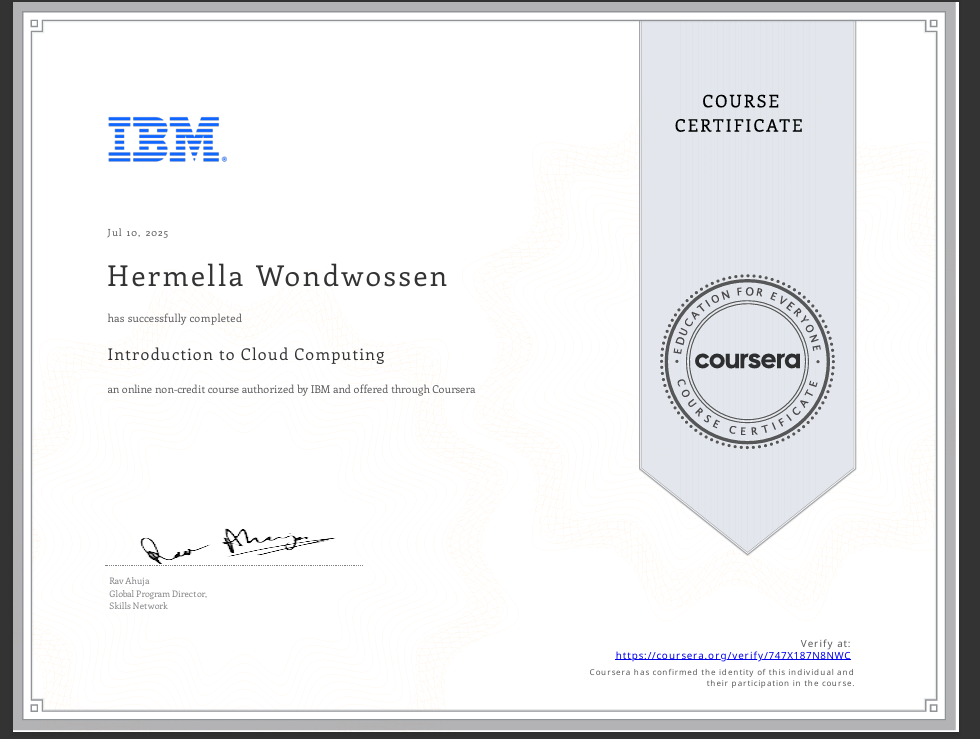 COURSE
CERTIFICATE
IBM®
Jul 10, 2025
Hermella Wondwossen
has successfully completed
Introduction to Cloud Computing
an online non-credit course authorized by IBM and offered through Coursera
EDUCATION FOR EVERYONE
coursera
COURSE CERTIFICATE
Rav Ahuja
Rav Ahuja
Global Program Director,
Skills Network
Verify at:
https://coursera.org/verify/747X187N8NWC
Coursera has confirmed the identity of this individual and
their participation in the course.